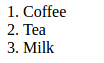 1. Coffee
2. Tea
3. Milk